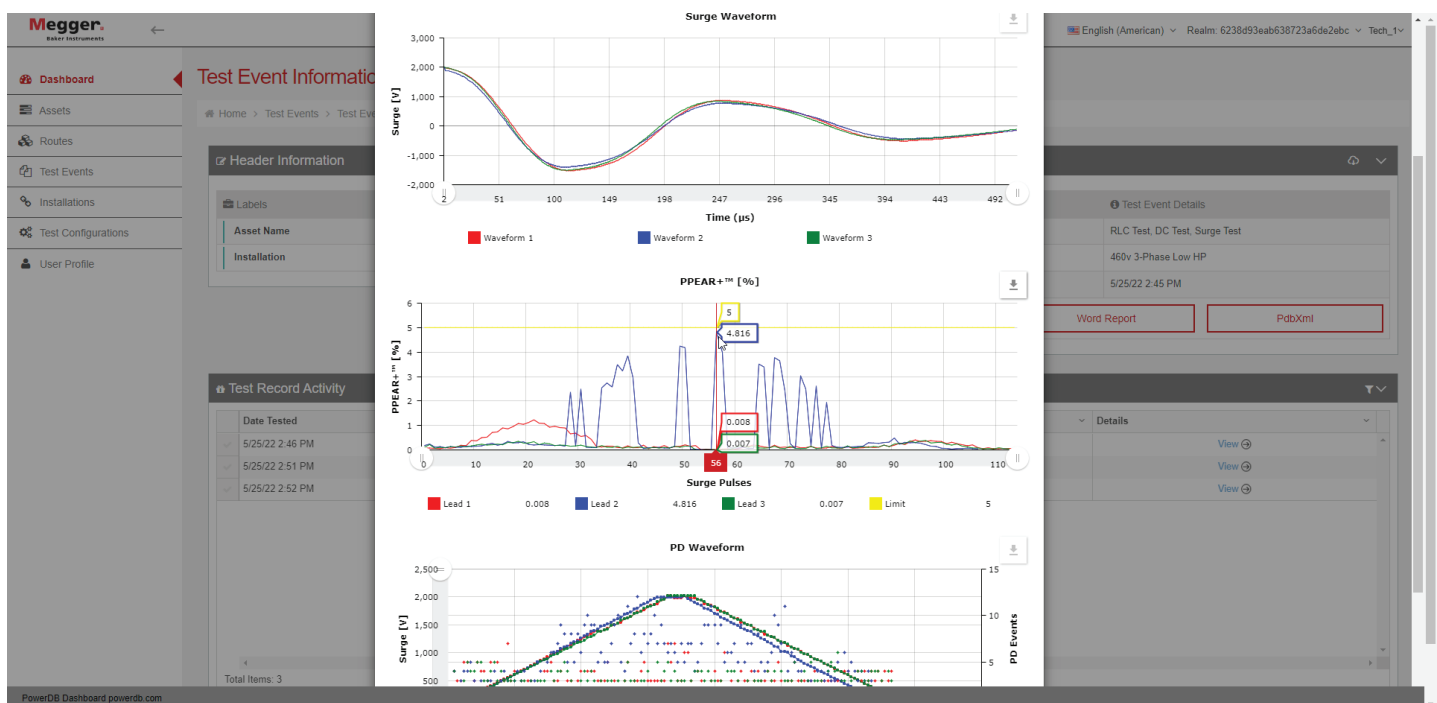 Megger.
Baker Instruments
←
English (American)
Realm: 6238d93eab638723a6de2ebc
Tech_1
Dashboard
Assets
Routes
Test Events
Installations
Test Configurations
User Profile
Test Event Informatic
Home > Test Events > Test Eve
Header Information
Labels
Asset Name
Installation
Test Event Details
RLC Test, DC Test, Surge Test
460v 3-Phase Low HP
5/25/22 2:45 PM
Word Report
PdbXml
Test Record Activity
Date Tested
Details
5/25/22 2:46 PM
View
5/25/22 2:51 PM
View
5/25/22 2:52 PM
View
Total Items: 3
Surge Waveform
Surge [V]
3,000
2,000
1,000
0
-1,000
-2,000
2 51 100 149 198 247 296 345 394 443 492
Time (µs)
Waveform 1 Waveform 2 Waveform 3
PPEAR+™ [%]
PPEAR+™ [%]
6
5
4
3
2
1
0
5
4.816
0.008
0.007
0 10 20 30 40 50 56 60 70 80 90 100 110
Surge Pulses
Lead 1 0.008 Lead 2 4.816 Lead 3 0.007 Limit 5
PD Waveform
Surge [V]
2,500
2,000
1,500
1,000
500
15
10
5
PD Events
PowerDB Dashboard powerdb.com